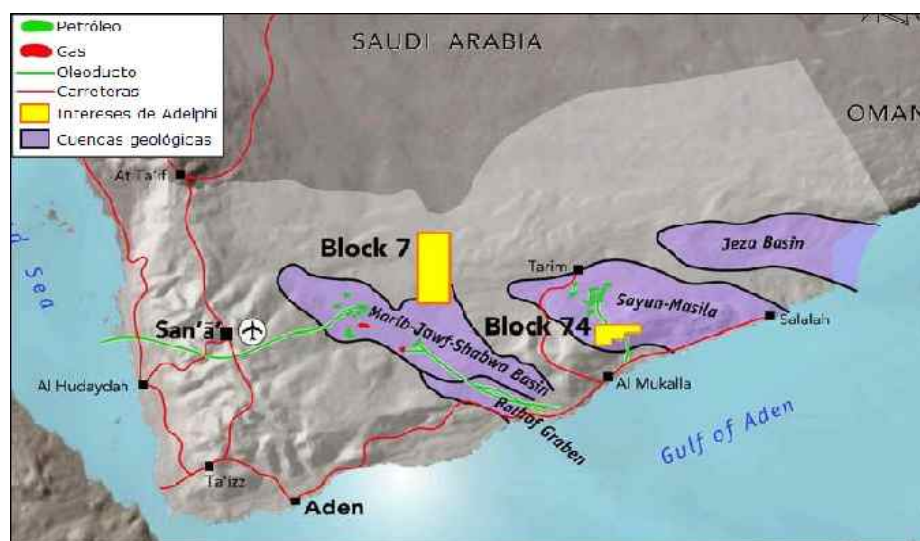 Petróleo
Gas
Oleoducto
Carreteras
Intereses de Adelphi
Cuencas geológicas
SAUDI ARABIA
OMAN
At Ta'if
d Sea
Block 7
Jeza Basin
Tarim
Sayun-Masila
San'ā'
Marib-Jawf-Shabwa Basin
Block 74
Salalah
Al Hudaydah
Al Mukalla
Balhaf Graben
Gulf of Aden
Ta'izz
Aden